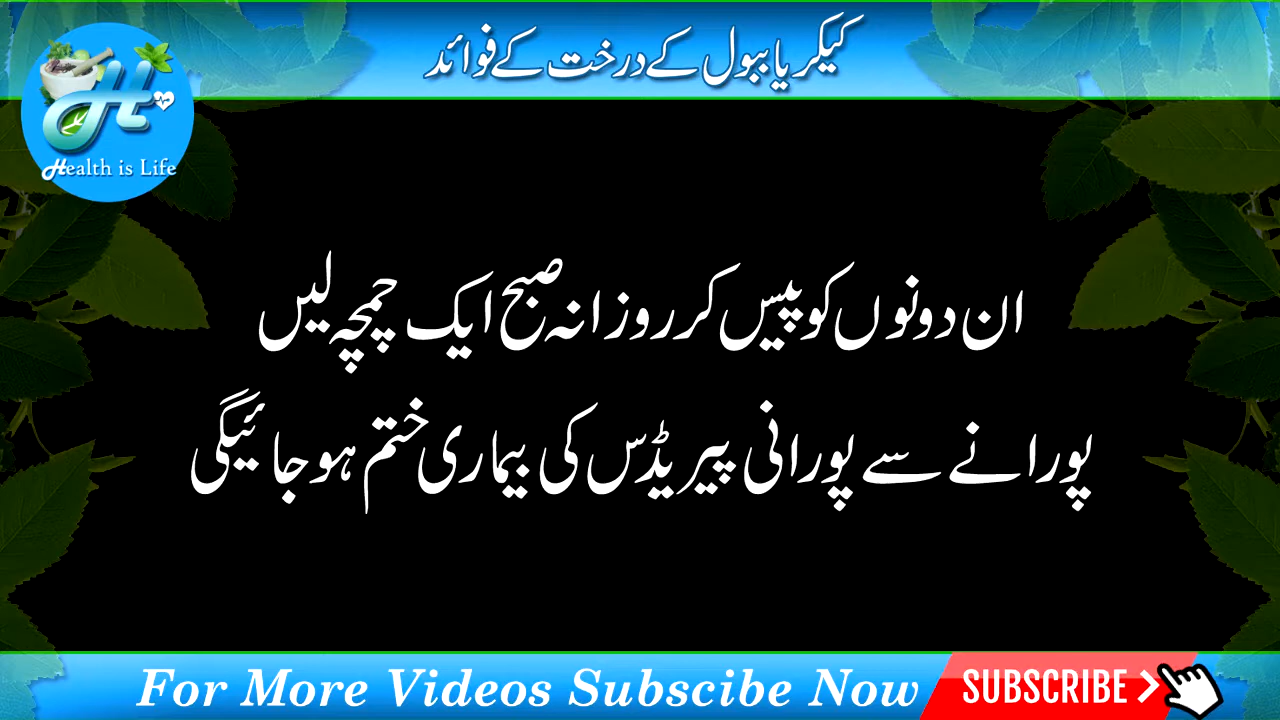 کیکر یا ببول کے درخت کے فوائد
Health is Life
ان دونوں کو پیس کر روزانہ صبح ایک چمچہ لیں
پورانے سے پورانی پیریڈس کی بیماری ختم ہو جائیگی
For More Videos Subscibe Now
SUBSCRIBE